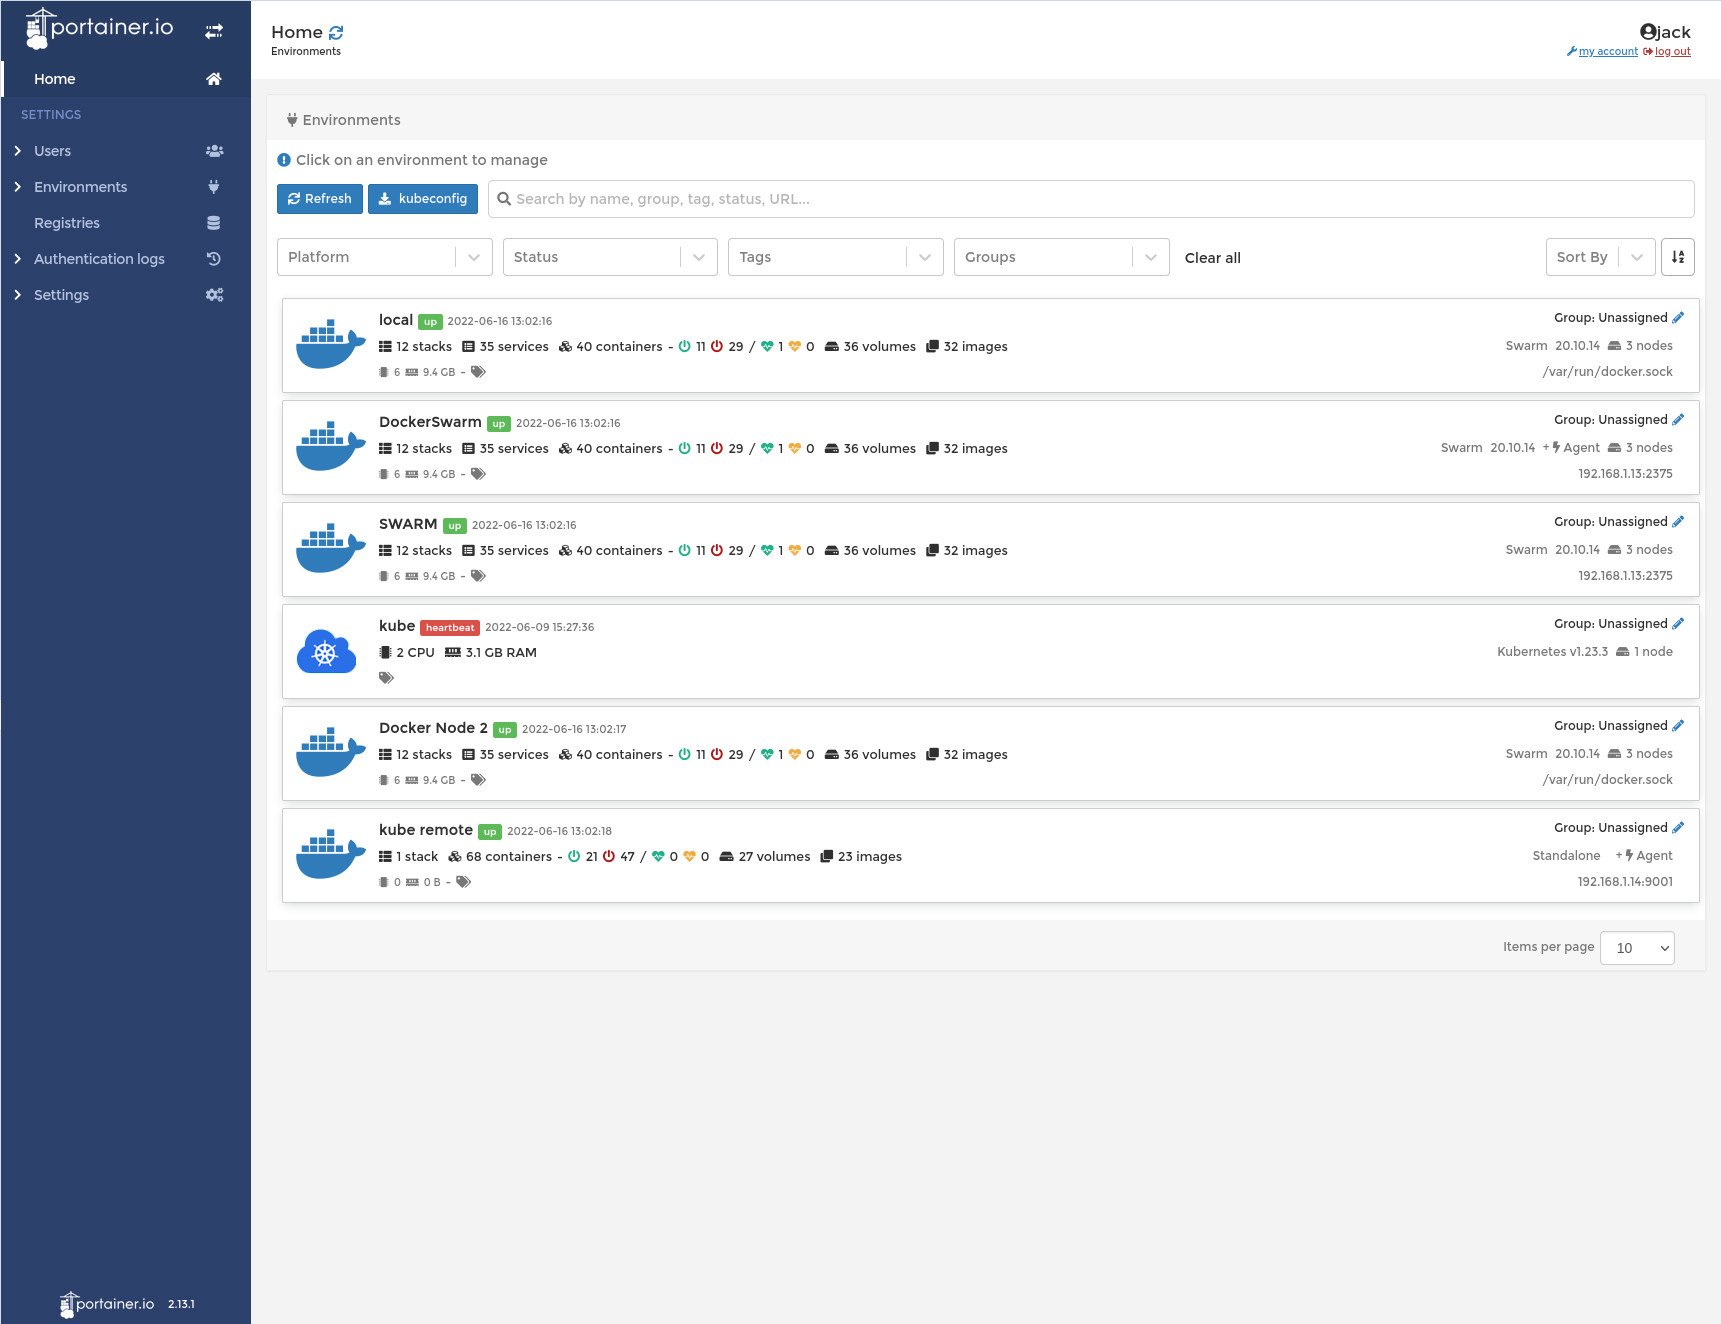 portainer.io
Home
SETTINGS
Users
Environments
Registries
Authentication logs
Settings
portainer.io 2.13.1
Home
Environments
jack
my account log out
Environments
Click on an environment to manage
Refresh kubeconfig Search by name, group, tag, status, URL...
Platform Status Tags Groups Clear all Sort By
local up 2022-06-16 13:02:16 Group: Unassigned
12 stacks 35 services 40 containers - 11 29 / 1 0 36 volumes 32 images Swarm 20.10.14 3 nodes
6 9.4 GB - /var/run/docker.sock
DockerSwarm up 2022-06-16 13:02:16 Group: Unassigned
12 stacks 35 services 40 containers - 11 29 / 1 0 36 volumes 32 images Swarm 20.10.14 + Agent 3 nodes
6 9.4 GB - 192.168.1.13:2375
SWARM up 2022-06-16 13:02:16 Group: Unassigned
12 stacks 35 services 40 containers - 11 29 / 1 0 36 volumes 32 images Swarm 20.10.14 3 nodes
6 9.4 GB - 192.168.1.13:2375
kube heartbeat 2022-06-09 15:27:36 Group: Unassigned
2 CPU 3.1 GB RAM Kubernetes v1.23.3 1 node
Docker Node 2 up 2022-06-16 13:02:17 Group: Unassigned
12 stacks 35 services 40 containers - 11 29 / 1 0 36 volumes 32 images Swarm 20.10.14 3 nodes
6 9.4 GB - /var/run/docker.sock
kube remote up 2022-06-16 13:02:18 Group: Unassigned
1 stack 68 containers - 21 47 / 0 0 27 volumes 23 images Standalone + Agent
0 0 B - 192.168.1.14:9001
Items per page 10